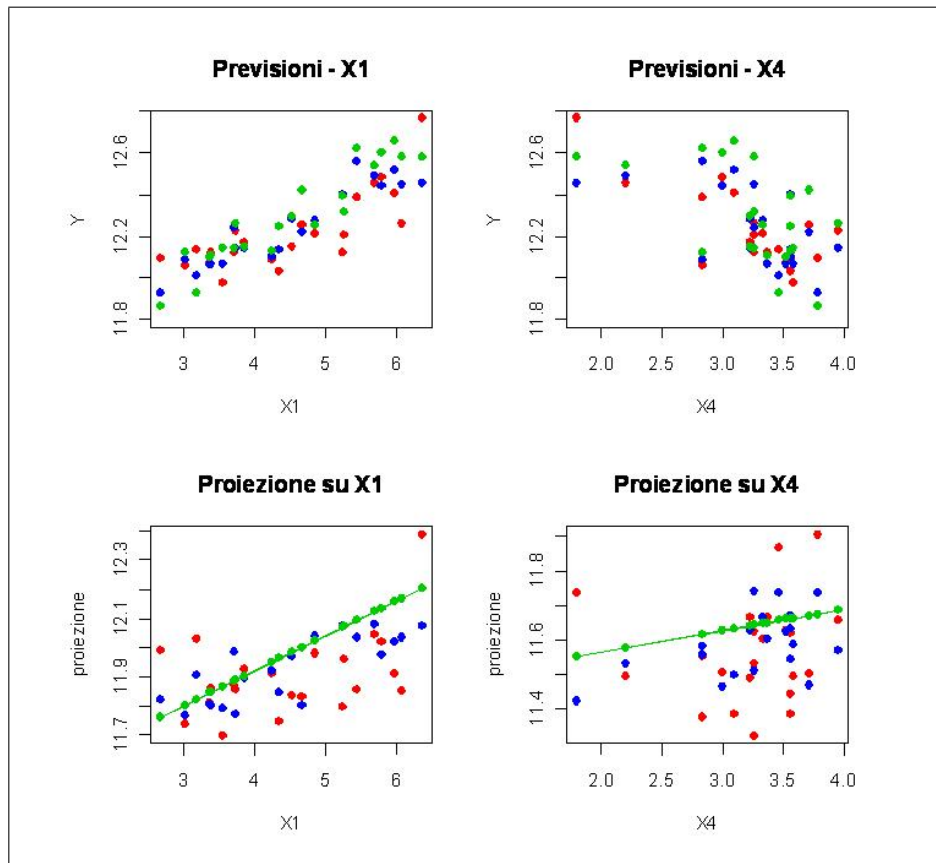 Previsioni - X1
Y
11.8
12.2
12.6
3
4
5
6
X1
Previsioni - X4
Y
11.8
12.2
12.6
2.0
2.5
3.0
3.5
4.0
X4
Proiezione su X1
proiezione
11.7
11.9
12.1
12.3
3
4
5
6
X1
Proiezione su X4
proiezione
11.4
11.6
11.8
2.0
2.5
3.0
3.5
4.0
X4